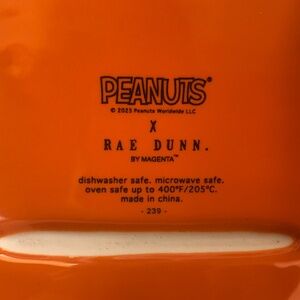 PEANUTS®
© 2023 Peanuts Worldwide LLC
X
RAE DUNN.
BY MAGENTA™
dishwasher safe. microwave safe.
oven safe up to 400°F/205°C.
made in china.
- 239 -